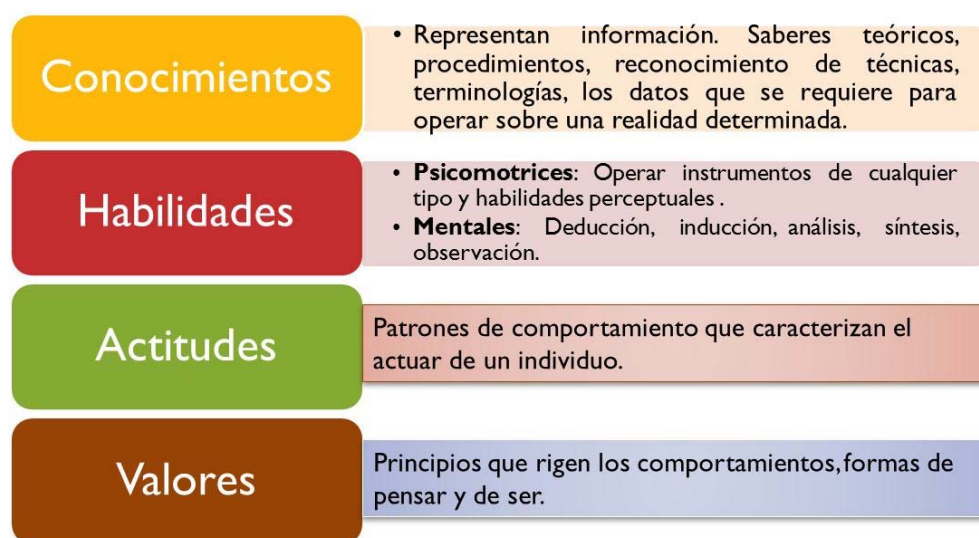 Conocimientos
• Representan información. Saberes teóricos,
procedimientos, reconocimiento de técnicas,
terminologías, los datos que se requiere para
operar sobre una realidad determinada.
Habilidades
• Psicomotrices: Operar instrumentos de cualquier
tipo y habilidades perceptuales .
• Mentales: Deducción, inducción, análisis, síntesis,
observación.
Actitudes
Patrones de comportamiento que caracterizan el
actuar de un individuo.
Valores
Principios que rigen los comportamientos, formas de
pensar y de ser.